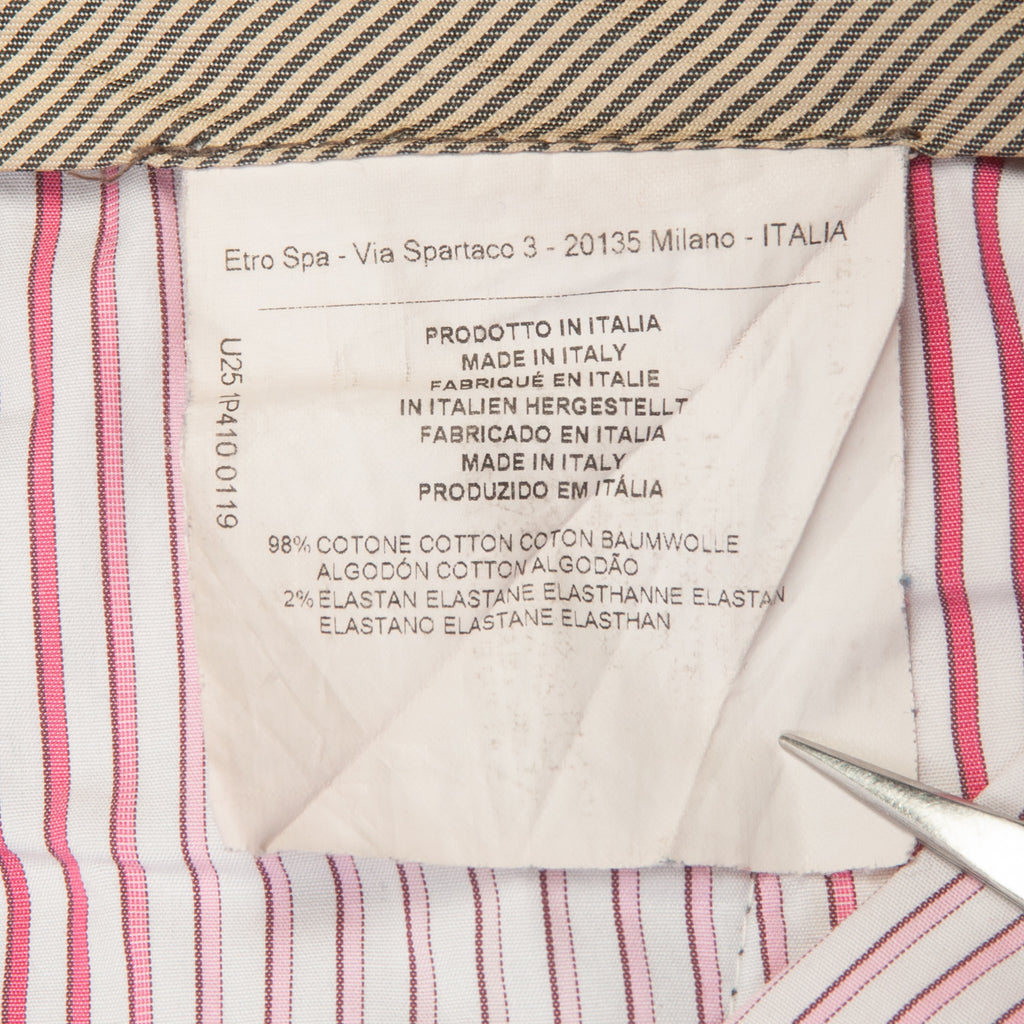 Etro Spa - Via Spartaco 3 - 20135 Milano - ITALIA
PRODOTTO IN ITALIA
MADE IN ITALY
FABRIQUÉ EN ITALIE
IN ITALIEN HERGESTELLT
FABRICADO EN ITALIA
MADE IN ITALY
PRODUZIDO EM ITÁLIA
U25 1P410 0119
98% COTONE COTTON COTON BAUMWOLLE
ALGODÓN COTTON ALGODÃO
2% ELASTAN ELASTANE ELASTHANNE ELASTAN
ELASTANO ELASTANE ELASTHAN